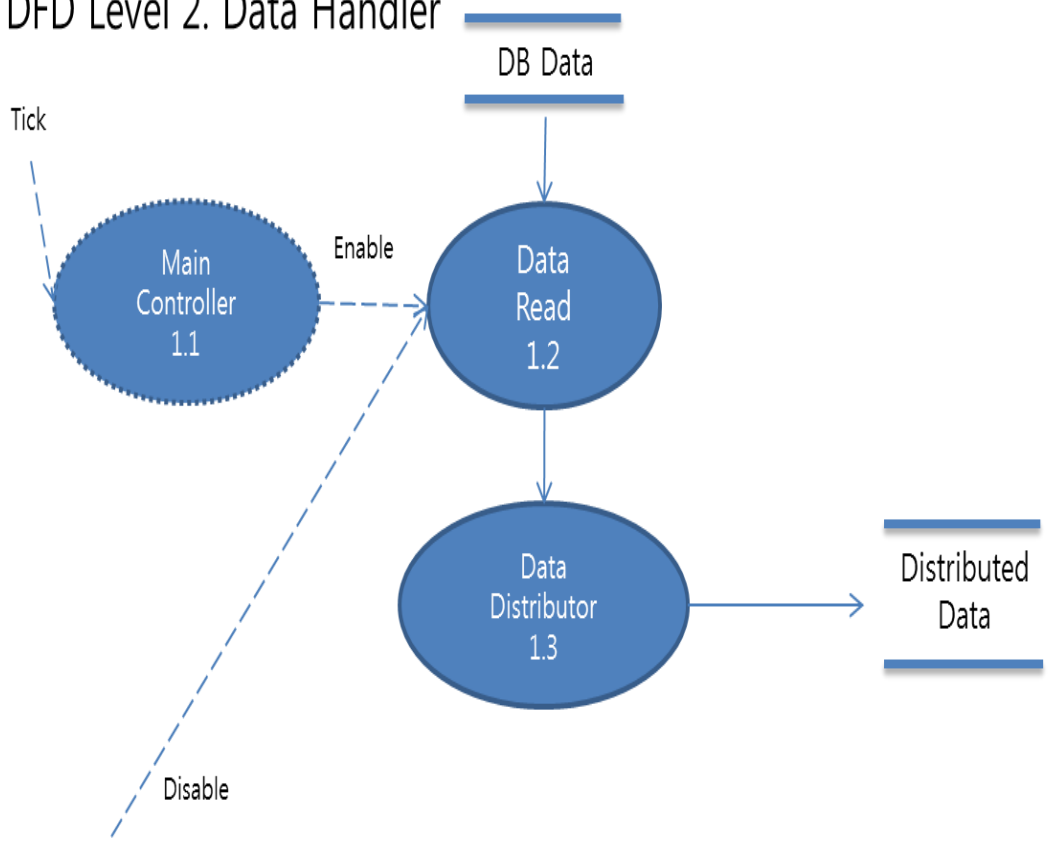 DFD Level 2. Data Handler
DB Data
Tick
Enable
Main
Controller
1.1
Data
Read
1.2
Data
Distributor
1.3
Distributed
Data
Disable